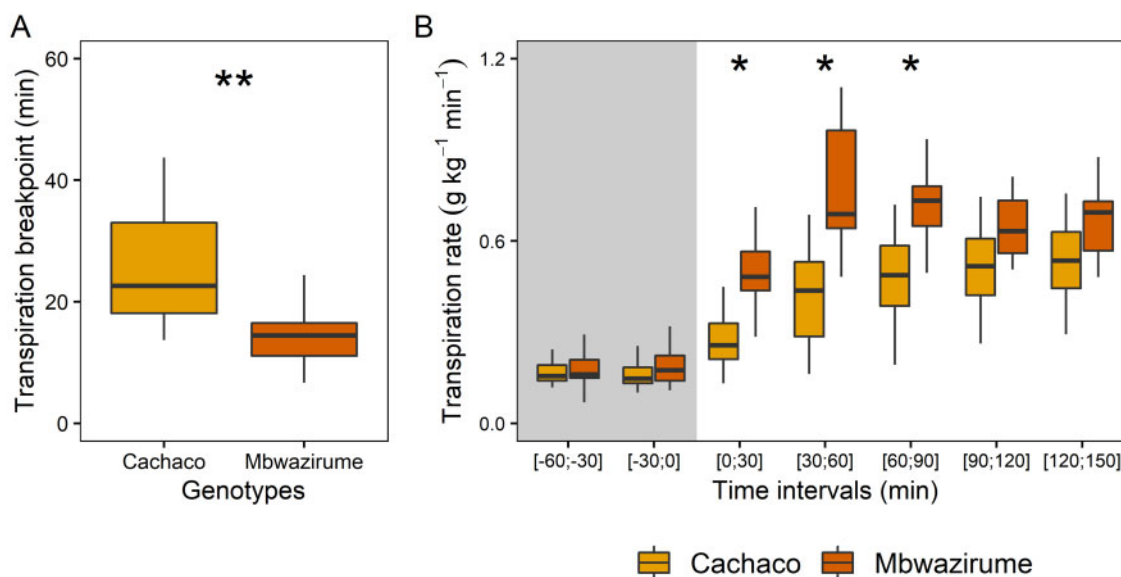 A
Transpiration breakpoint (min)
60
40
20
0
**
Cachaco Mbwazirume
Genotypes
B
Transpiration rate (g kg⁻¹ min⁻¹)
1.2
0.6
0.0
* * *
[-60;-30] [-30;0] [0;30] [30;60] [60;90] [90;120] [120;150]
Time intervals (min)
Cachaco Mbwazirume